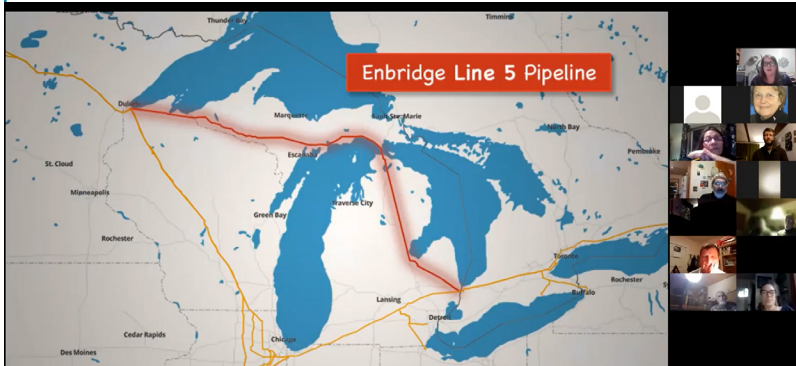 Thunder Bay
Timmins
Enbridge Line 5 Pipeline
Duluth
Marquette
Sault Ste. Marie
North Bay
Escanaba
Pembroke
St. Cloud
Minneapolis
Traverse City
Green Bay
Rochester
Toronto
Rochester
Lansing
Buffalo
Detroit
Cedar Rapids
Chicago
Des Moines